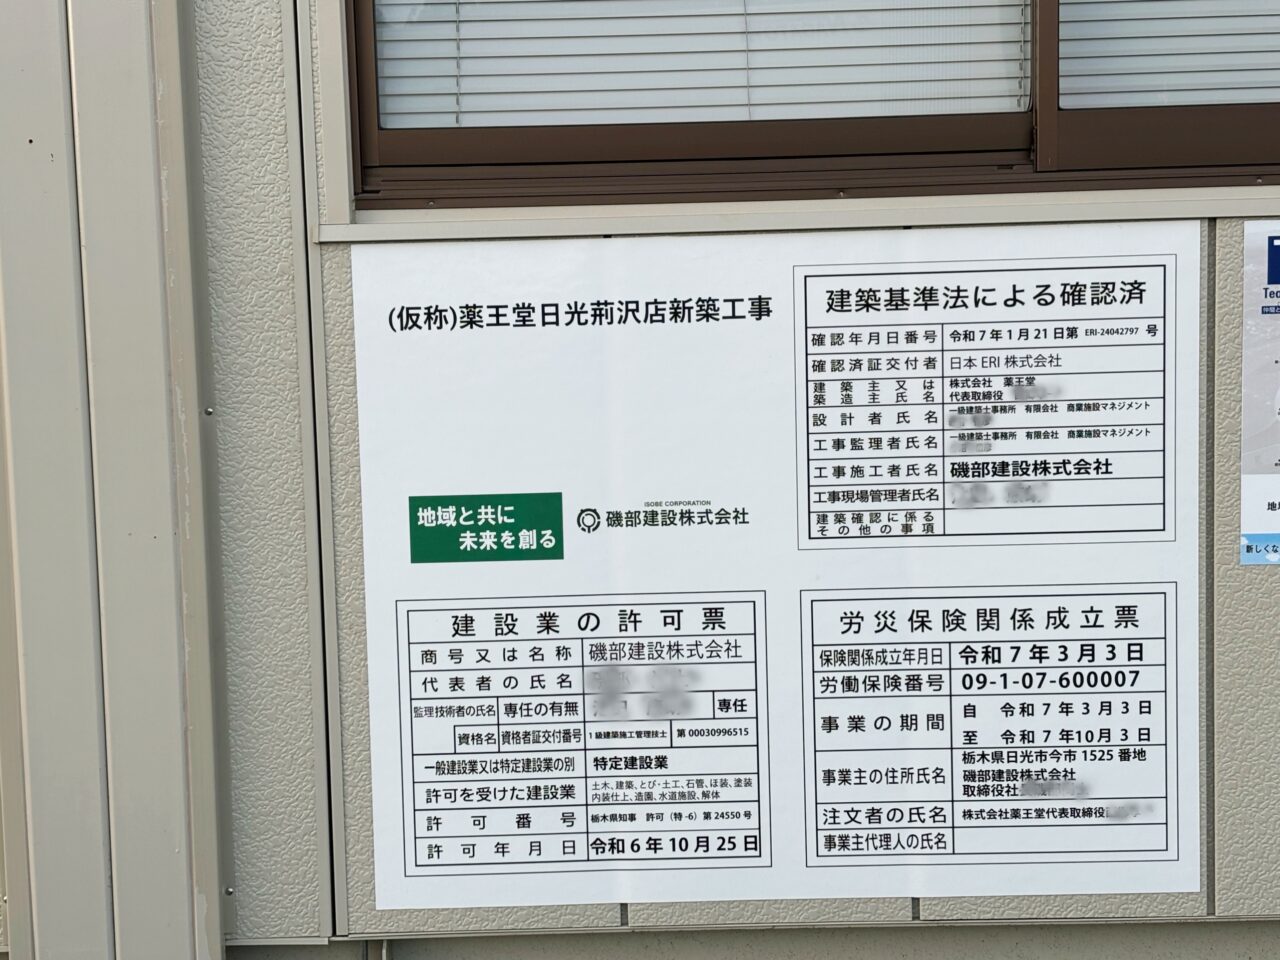 (仮称)薬王堂日光荊沢店新築工事
地域と共に
未来を創る
ISOBE CORPORATION
磯部建設株式会社
建築基準法による確認済
確認年月日番号 令和7年1月21日第 ERI-24042797 号
確認済証交付者 日本ERI株式会社
建築主又は
築造主氏名
株式会社 薬王堂
代表取締役
設計者氏名 一級建築士事務所 有限会社 商業施設マネジメント
工事監理者氏名 一級建築士事務所 有限会社 商業施設マネジメント
工事施工者氏名 磯部建設株式会社
工事現場管理者氏名
建築確認に係る
その他の事項
建設業の許可票
商号又は名称 磯部建設株式会社
代表者の氏名
監理技術者の氏名 専任の有無 専任
資格名 資格者証交付番号 1級建築施工管理技士 第00030996515
一般建設業又は特定建設業の別 特定建設業
許可を受けた建設業 土木、建築、とび・土工、石管、ほ装、塗装
内装仕上、造園、水道施設、解体
許可番号 栃木県知事 許可(特-6)第24550号
許可年月日 令和6年10月25日
労災保険関係成立票
保険関係成立年月日 令和7年3月3日
労働保険番号 09-1-07-600007
事業の期間 自 令和7年3月3日
至 令和7年10月3日
事業主の住所氏名 栃木県日光市今市1525番地
磯部建設株式会社
取締役社
注文者の氏名 株式会社薬王堂代表取締役
事業主代理人の氏名
Tec
地
新しくな